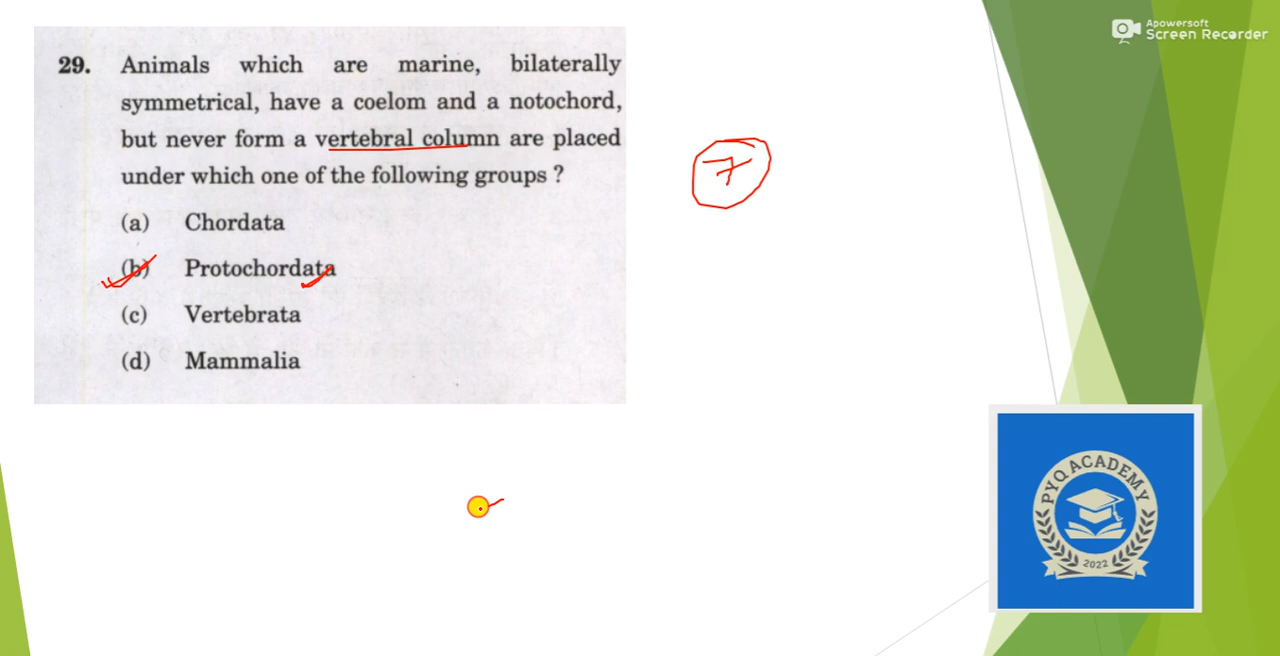 Apowersoft
Screen Recorder
29. Animals which are marine, bilaterally
symmetrical, have a coelom and a notochord,
but never form a vertebral column are placed
under which one of the following groups ?
7
(a) Chordata
(b) Protochordata
(c) Vertebrata
(d) Mammalia
PYQ ACADEMY
2022